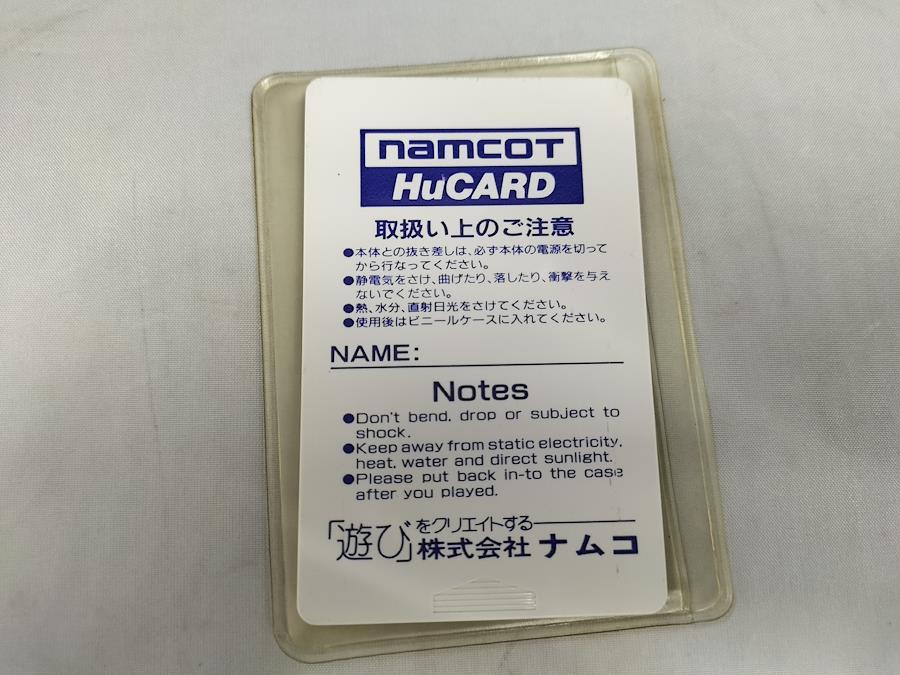 namcoT
HuCARD
取扱い上のご注意
●本体との抜き差しは、必ず本体の電源を切って
から行なってください。
●静電気をさけ、曲げたり、落したり、衝撃を与え
ないでください。
●熱、水分、直射日光をさけてください。
●使用後はビニールケースに入れてください。
NAME:
Notes
●Don't bend, drop or subject to
shock.
●Keep away from static electricity,
heat, water and direct sunlight.
●Please put back in-to the case
after you played.
「遊び」をクリエイトする
株式会社ナムコ